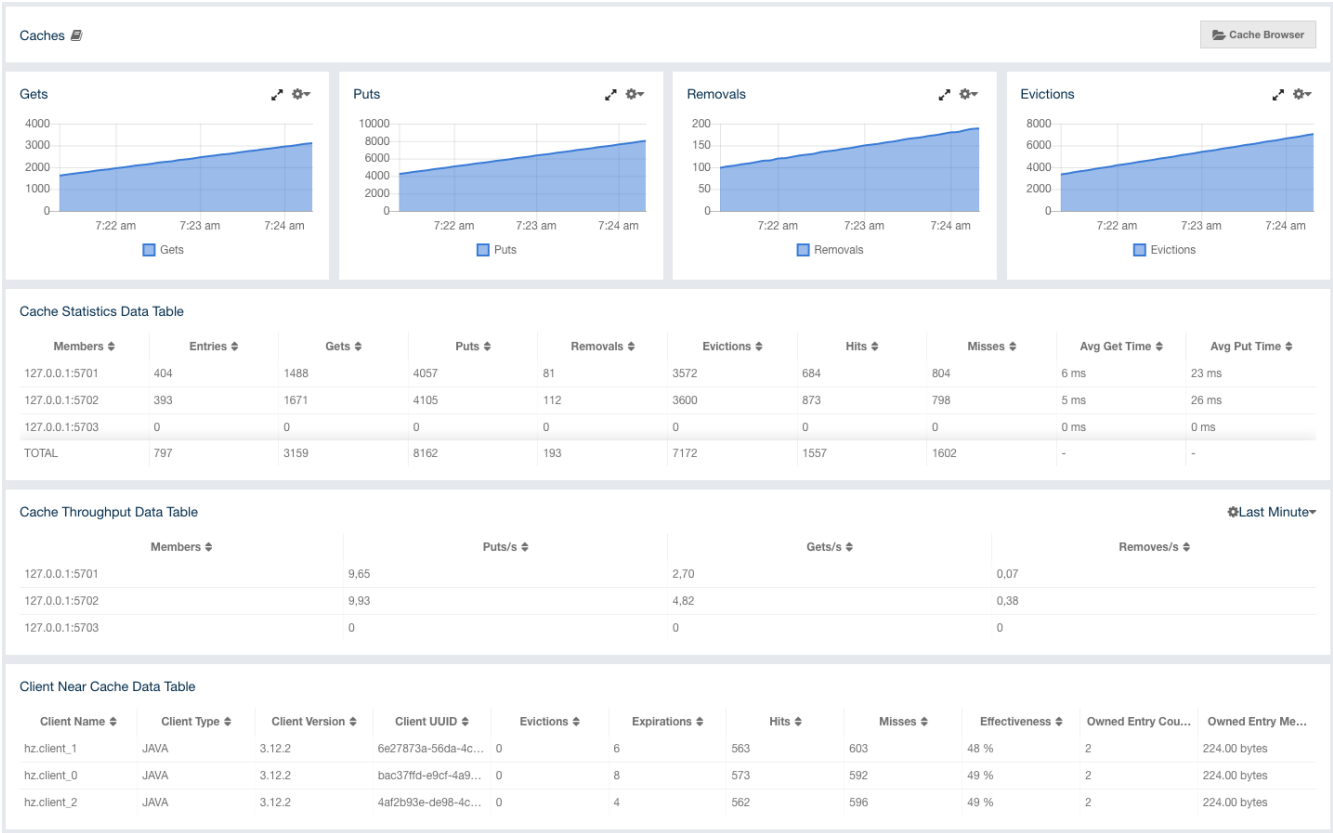 Caches
Cache Browser
Gets
4000
3000
2000
1000
0
7:22 am 7:23 am 7:24 am
Gets
Puts
10000
8000
6000
4000
2000
0
7:22 am 7:23 am 7:24 am
Puts
Removals
200
150
100
50
0
7:22 am 7:23 am 7:24 am
Removals
Evictions
8000
6000
4000
2000
0
7:22 am 7:23 am 7:24 am
Evictions
Cache Statistics Data Table
Members Entries Gets Puts Removals Evictions Hits Misses Avg Get Time Avg Put Time
127.0.0.1:5701 404 1488 4057 81 3572 684 804 6 ms 23 ms
127.0.0.1:5702 393 1671 4105 112 3600 873 798 5 ms 26 ms
127.0.0.1:5703 0 0 0 0 0 0 0 0 ms 0 ms
TOTAL 797 3159 8162 193 7172 1557 1602 - -
Cache Throughput Data Table
Last Minute
Members Puts/s Gets/s Removes/s
127.0.0.1:5701 9,65 2,70 0,07
127.0.0.1:5702 9,93 4,82 0,38
127.0.0.1:5703 0 0 0
Client Near Cache Data Table
Client Name Client Type Client Version Client UUID Evictions Expirations Hits Misses Effectiveness Owned Entry Cou... Owned Entry Me...
hz.client_1 JAVA 3.12.2 6e27873a-56da-4c... 0 6 563 603 48 % 2 224.00 bytes
hz.client_0 JAVA 3.12.2 bac37ffd-e9cf-4a9... 0 8 573 592 49 % 2 224.00 bytes
hz.client_2 JAVA 3.12.2 4af2b93e-de98-4c... 0 4 562 596 49 % 2 224.00 bytes